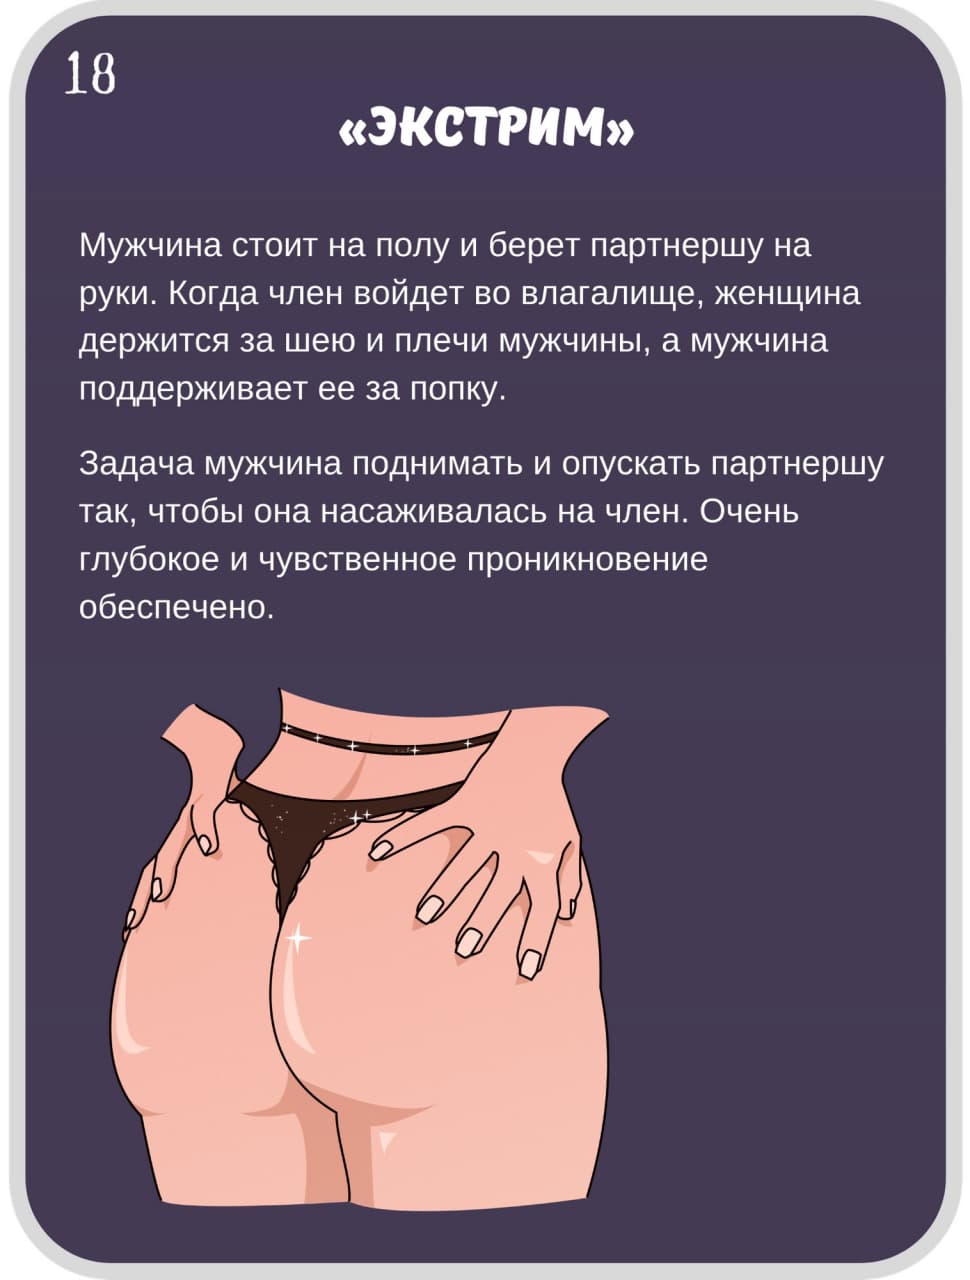 18
«ЭКСТРИМ»
Мужчина стоит на полу и берет партнершу на
руки. Когда член войдет во влагалище, женщина
держится за шею и плечи мужчины, а мужчина
поддерживает ее за попку.
Задача мужчина поднимать и опускать партнершу
так, чтобы она насаживалась на член. Очень
глубокое и чувственное проникновение
обеспечено.